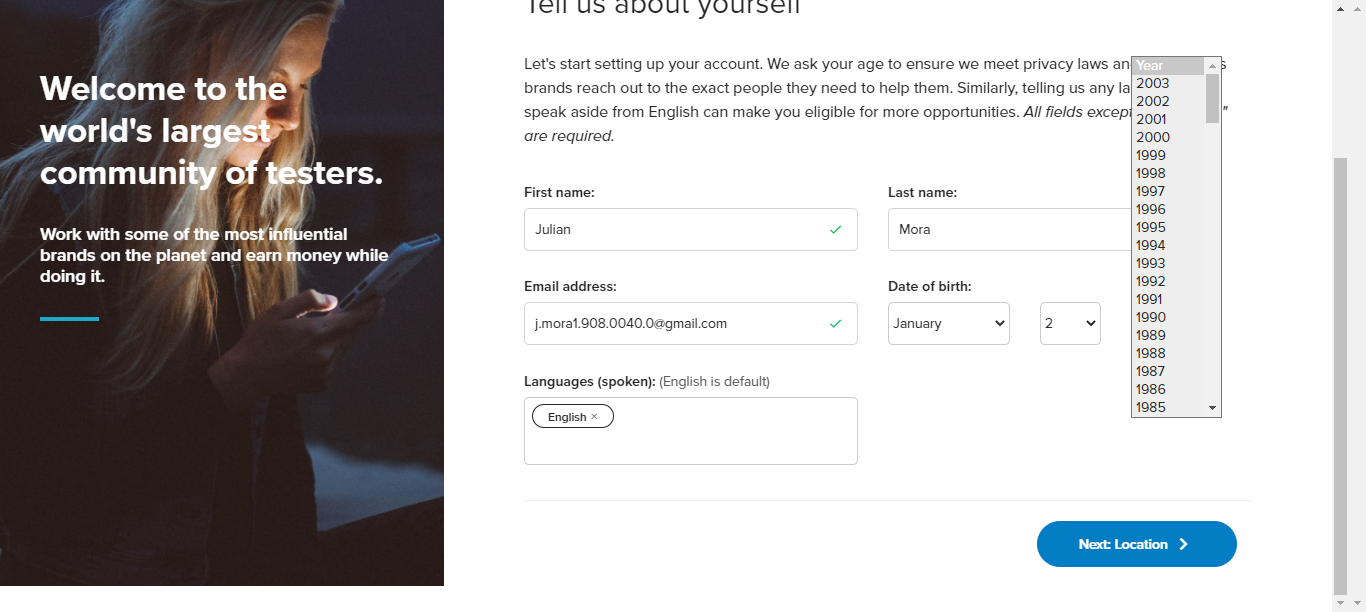 Welcome to the
world's largest
community of testers.
Work with some of the most influential
brands on the planet and earn money while
doing it.
Tell us about yourself
Let's start setting up your account. We ask your age to ensure we meet privacy laws
brands reach out to the exact people they need to help them. Similarly, telling us any
speak aside from English can make you eligible for more opportunities. All fields
are required.
First name:
Last name:
Julian
Mora
Email address:
Date of birth:
j.mora1.908.0040.0@gmail.com
January
2
Year
2003
2002
2001
2000
1999
1998
1997
1996
1995
1994
1993
1992
1991
1990
1989
1988
1987
1986
1985
Languages (spoken): (English is default)
English ×
Next: Location